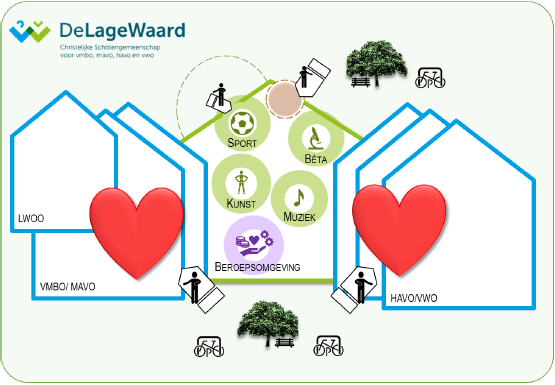 DeLageWaard
Christelijke Scholengemeenschap
voor vmbo, mavo, havo en vwo
SPORT
BÈTA
KUNST
MUZIEK
LWOO
BEROEPSOMGEVING
VMBO/ MAVO
HAVO/VWO